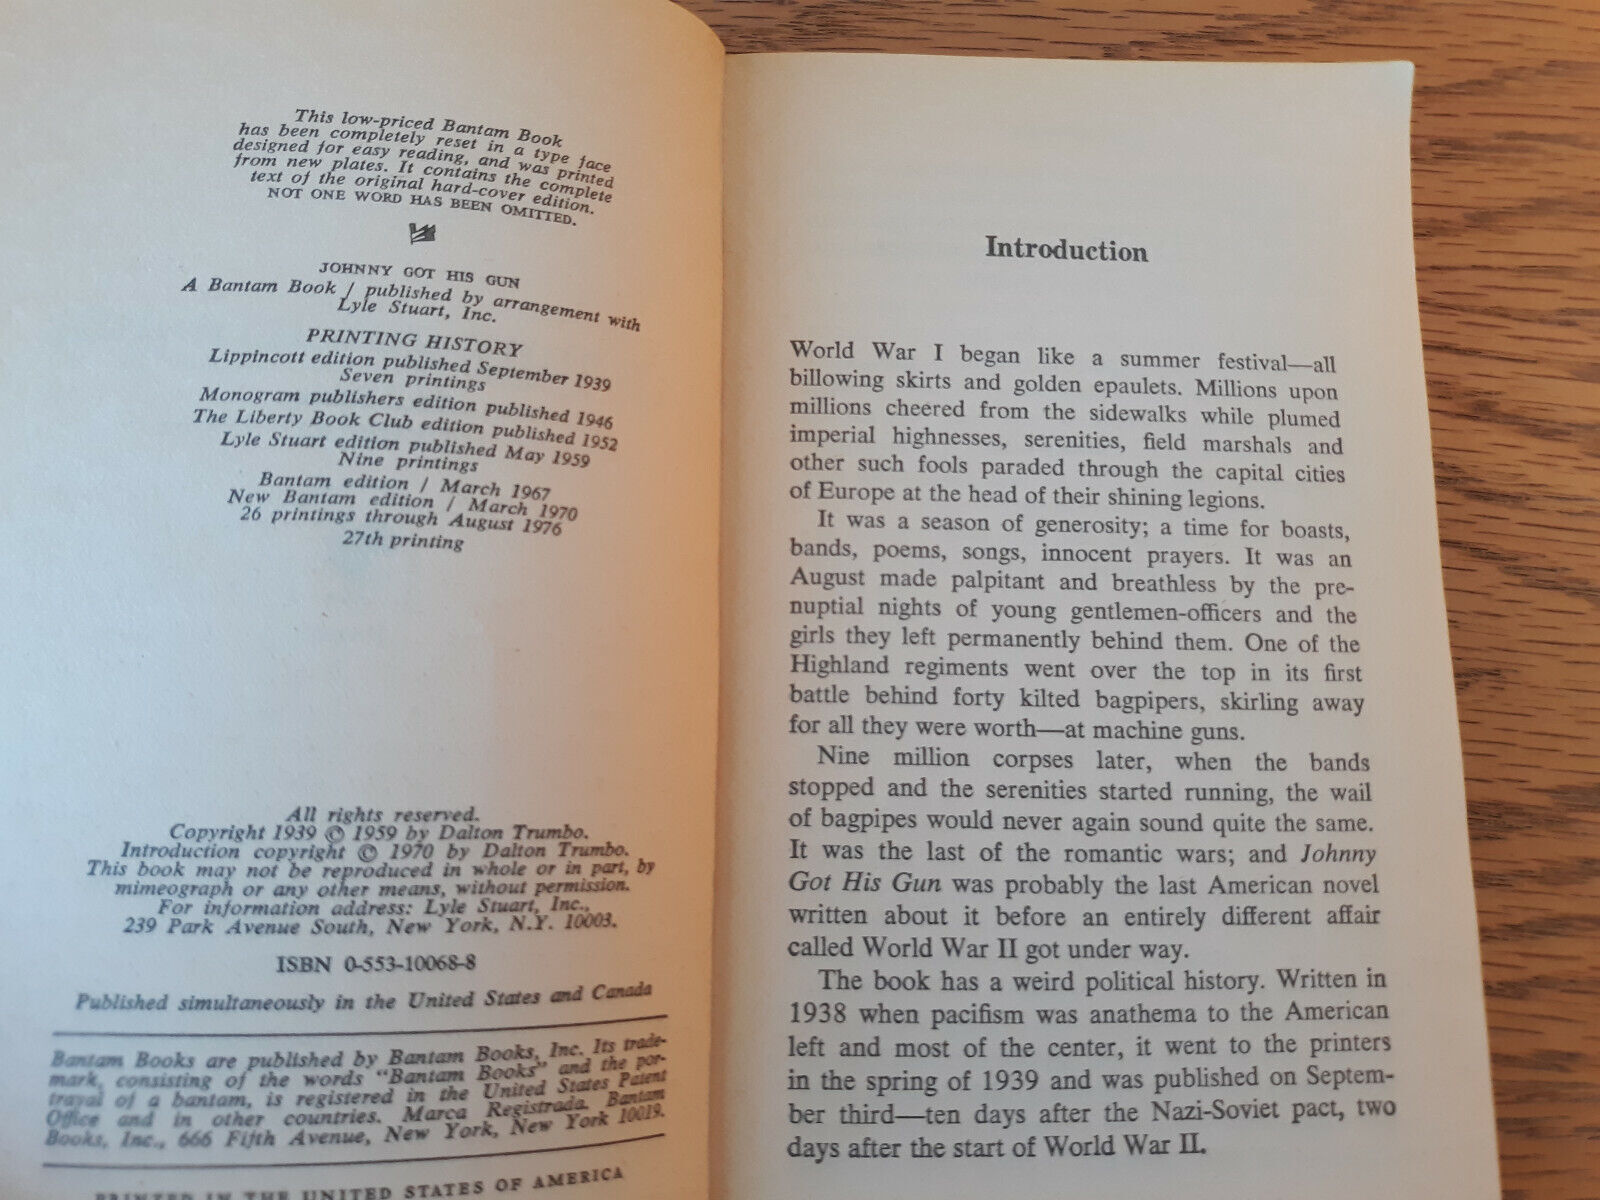 This low-priced Bantam Book
has been completely reset in a type face
designed for easy reading, and was printed
from new plates. It contains the complete
text of the original hard-cover edition.
NOT ONE WORD HAS BEEN OMITTED.
JOHNNY GOT HIS GUN
A Bantam Book / published by arrangement with
Lyle Stuart, Inc.
PRINTING HISTORY
Lippincott edition published September 1939
Seven printings
Monogram publishers edition published 1946
The Liberty Book Club edition published 1952
Lyle Stuart edition published May 1959
Nine printings
Bantam edition / March 1967
New Bantam edition / March 1970
26 printings through August 1976
27th printing
All rights reserved.
Copyright 1939 © 1959 by Dalton Trumbo.
Introduction copyright © 1970 by Dalton Trumbo.
This book may not be reproduced in whole or in part, by
mimeograph or any other means, without permission.
For information address: Lyle Stuart, Inc.,
239 Park Avenue South, New York, N.Y. 10003.
ISBN 0-553-10068-8
Published simultaneously in the United States and Canada
Bantam Books are published by Bantam Books, Inc. Its trade-
mark, consisting of the words "Bantam Books" and the por-
trayal of a bantam, is registered in the United States Patent
Office and in other countries. Marca Registrada. Bantam
Books, Inc., 666 Fifth Avenue, New York, New York 10019.
PRINTED IN THE UNITED STATES OF AMERICA
Introduction
World War I began like a summer festival—all
billowing skirts and golden epaulets. Millions upon
millions cheered from the sidewalks while plumed
imperial highnesses, serenities, field marshals and
other such fools paraded through the capital cities
of Europe at the head of their shining legions.
It was a season of generosity; a time for boasts,
bands, poems, songs, innocent prayers. It was an
August made palpitant and breathless by the pre-
nuptial nights of young gentlemen-officers and the
girls they left permanently behind them. One of the
Highland regiments went over the top in its first
battle behind forty kilted bagpipers, skirling away
for all they were worth—at machine guns.
Nine million corpses later, when the bands
stopped and the serenities started running, the wail
of bagpipes would never again sound quite the same.
It was the last of the romantic wars; and Johnny
Got His Gun was probably the last American novel
written about it before an entirely different affair
called World War II got under way.
The book has a weird political history. Written in
1938 when pacifism was anathema to the American
left and most of the center, it went to the printers
in the spring of 1939 and was published on Septem-
ber third—ten days after the Nazi-Soviet pact, two
days after the start of World War II.